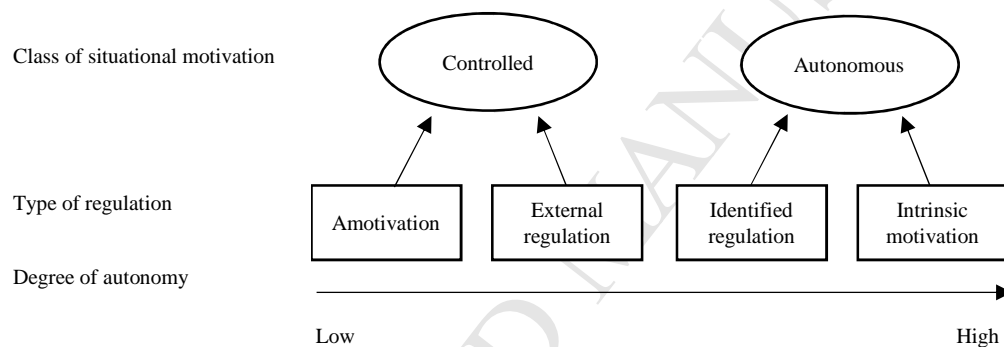 Class of situational motivation
Controlled
Autonomous
Type of regulation
Amotivation
External
regulation
Identified
regulation
Intrinsic
motivation
Degree of autonomy
Low
High